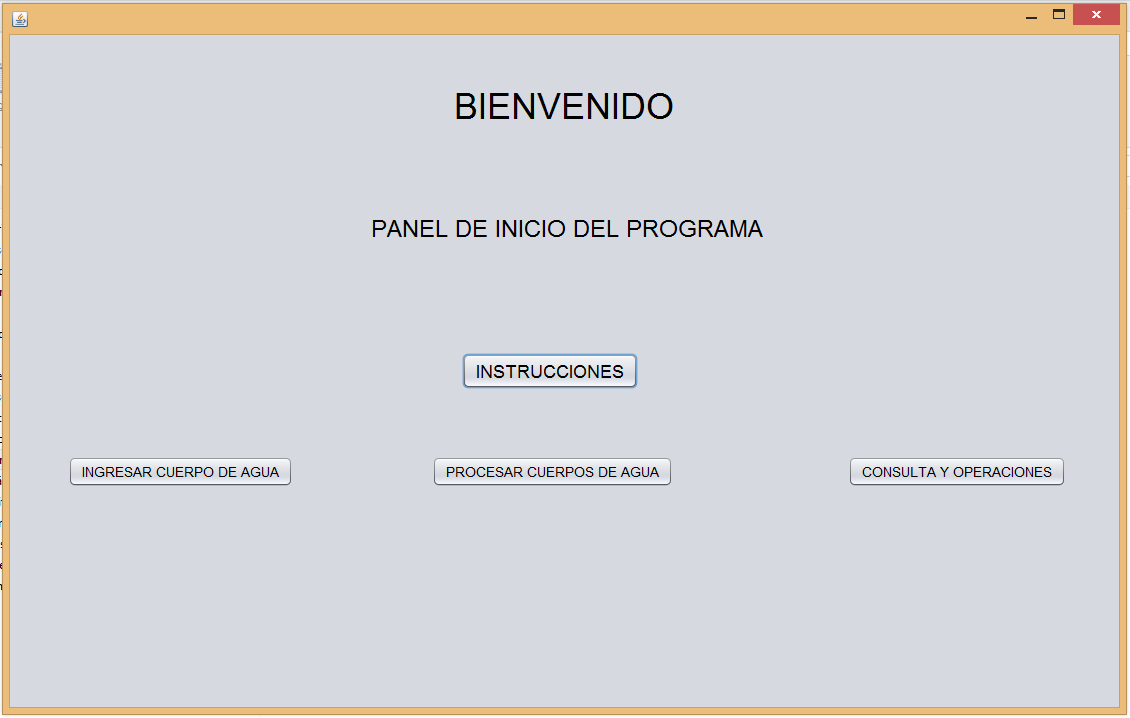 BIENVENIDO
PANEL DE INICIO DEL PROGRAMA
INSTRUCCIONES
INGRESAR CUERPO DE AGUA
PROCESAR CUERPOS DE AGUA
CONSULTA Y OPERACIONES